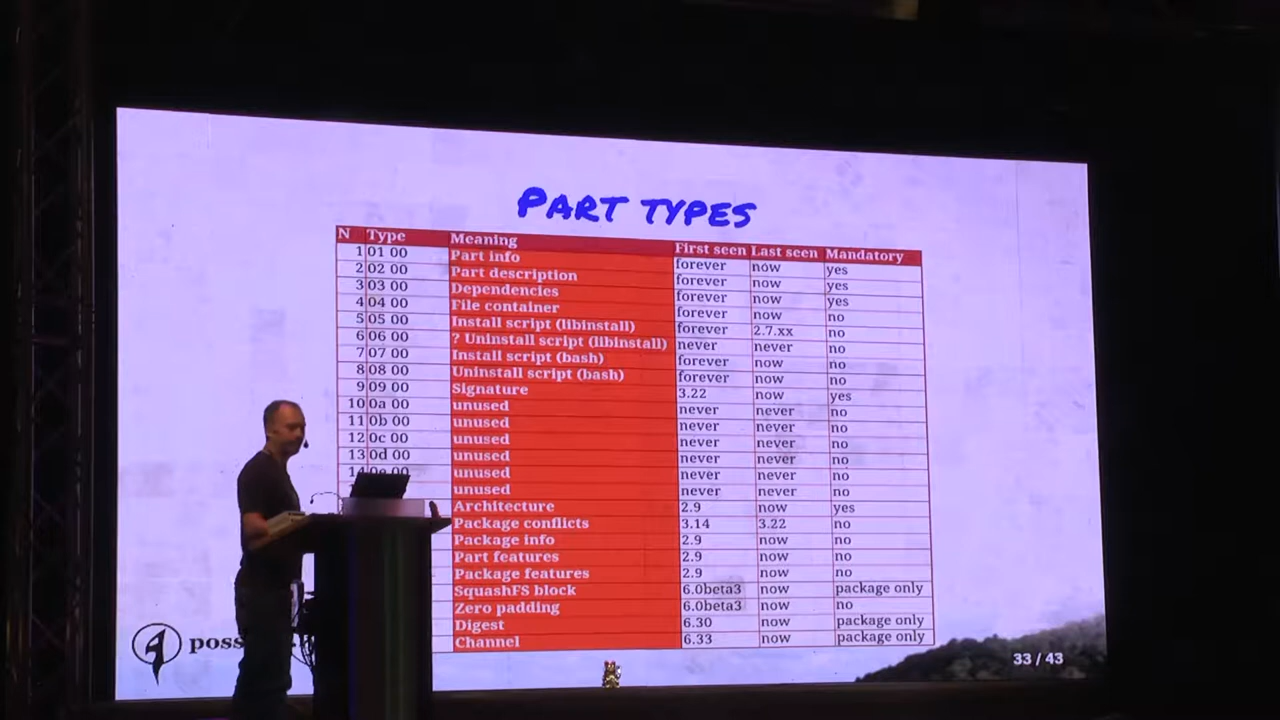 Part types
N Type Meaning First seen Last seen Mandatory
1 01 00 Part info forever now yes
2 02 00 Part description forever now yes
3 03 00 Dependencies forever now yes
4 04 00 File container forever now no
5 05 00 Install script (libinstall) forever 2.7.xx no
6 06 00 ? Uninstall script (libinstall) never never no
7 07 00 Install script (bash) forever now no
8 08 00 Uninstall script (bash) forever now no
9 09 00 Signature 3.22 now yes
10 0a 00 unused never never no
11 0b 00 unused never never no
12 0c 00 unused never never no
13 0d 00 unused never never no
14 0e 00 unused never never no
unused never never no
Architecture 2.9 now yes
Package conflicts 3.14 3.22 no
Package info 2.9 now no
Part features 2.9 now no
Package features 2.9 now no
SquashFS block 6.0beta3 now package only
Zero padding 6.0beta3 now no
Digest 6.30 now package only
Channel 6.33 now package only
poss
33 / 43